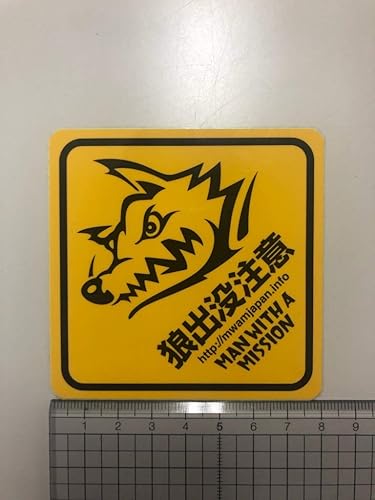 狼出没注意
http://mwamjapan.info
MAN WITH A
MISSION
1 2 3 4 5 6 7 8 9